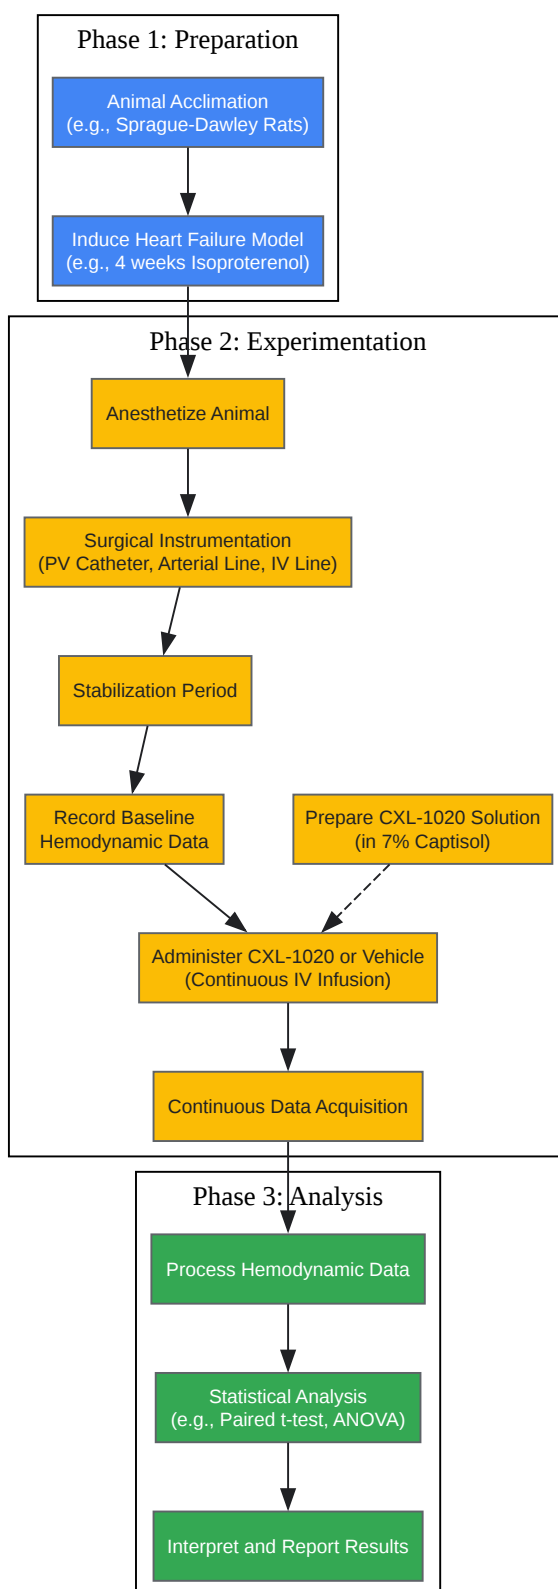 Phase 1: Preparation
Animal Acclimation
(e.g., Sprague-Dawley Rats)
Induce Heart Failure Model
(e.g., 4 weeks Isoproterenol)
Phase 2: Experimentation
Anesthetize Animal
Surgical Instrumentation
(PV Catheter, Arterial Line, IV Line)
Stabilization Period
Record Baseline
Hemodynamic Data
Prepare CXL-1020 Solution
(in 7% Captisol)
Administer CXL-1020 or Vehicle
(Continuous IV Infusion)
Continuous Data Acquisition
Phase 3: Analysis
Process Hemodynamic Data
Statistical Analysis
(e.g., Paired t-test, ANOVA)
Interpret and Report Results